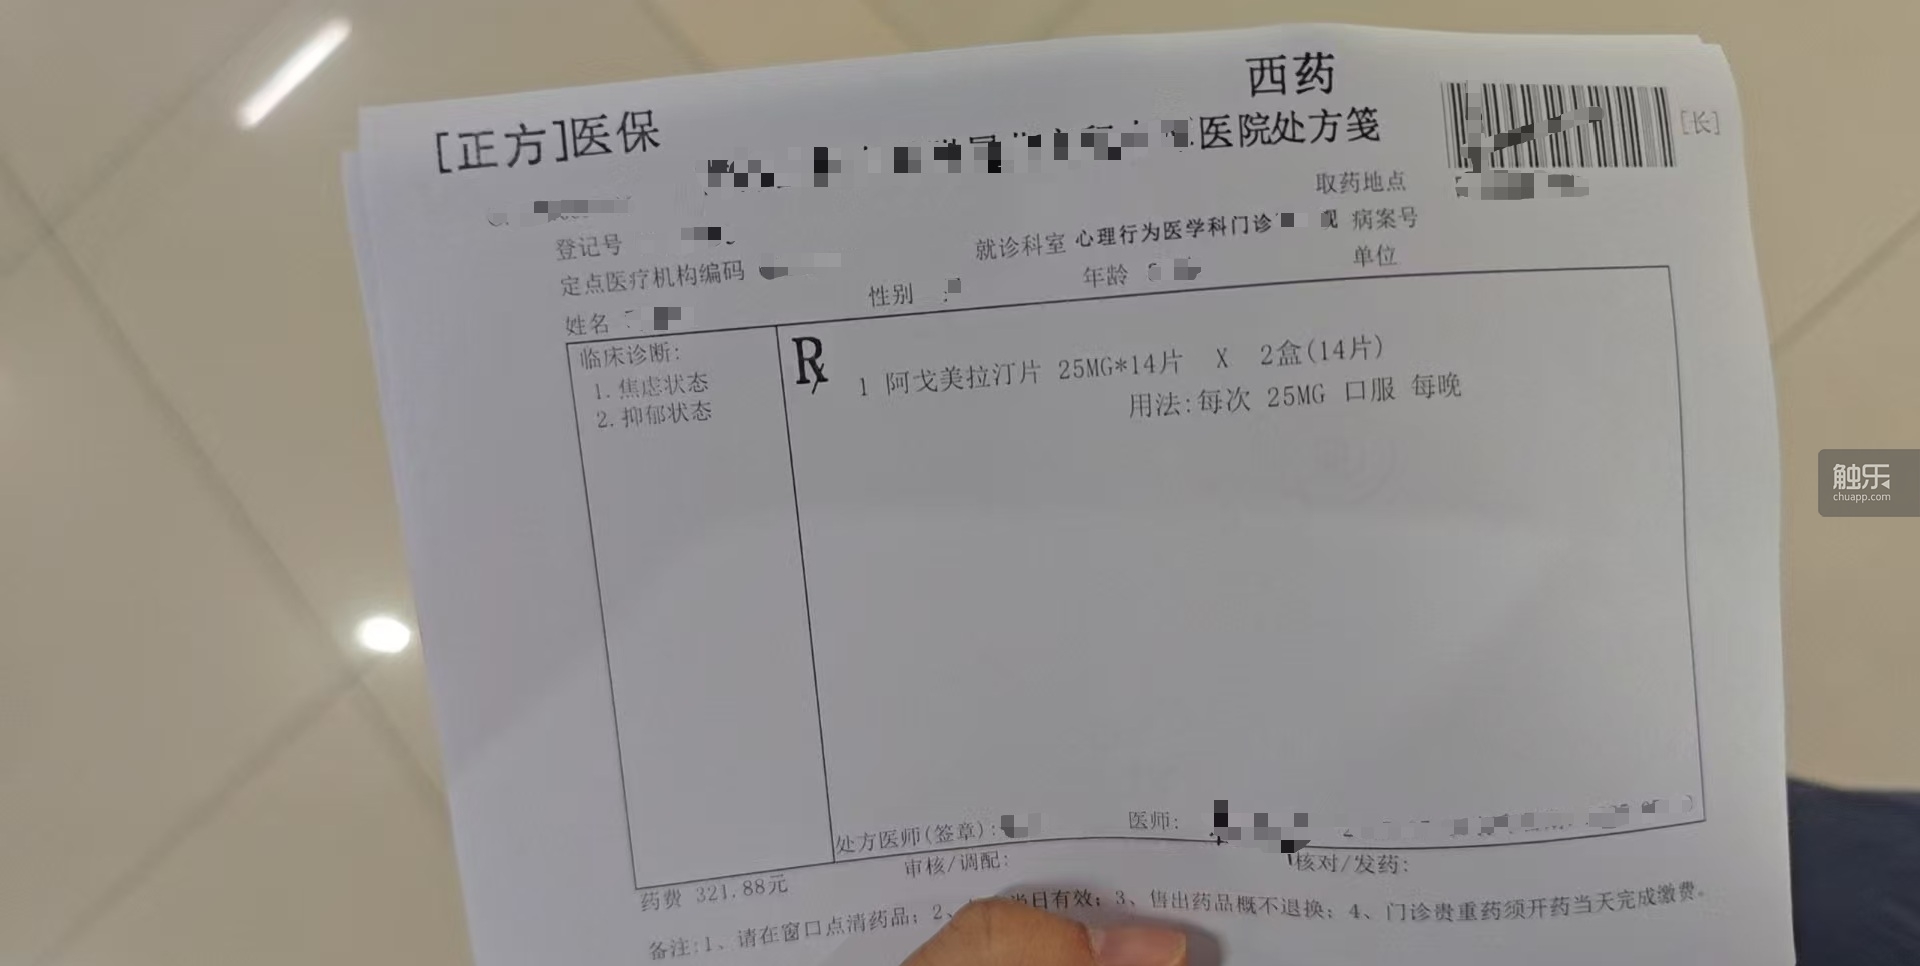 西药
[正方]医保
医院处方笺
[长]
取药地点
登记号
就诊科室 心理行为医学科门诊
病案号
定点医疗机构编码
年龄
单位
姓名
性别
临床诊断:
1.焦虑状态
2.抑郁状态
R
1 阿戈美拉汀片 25MG*14片 X 2盒(14片)
用法:每次 25MG 口服 每晚
触乐
chuapp.com
处方医师(签章):
医师:
审核/调配:
核对/发药:
药费 321.88元
备注:1、请在窗口点清药品; 2、 当日有效; 3、售出药品概不退换; 4、门诊贵重药须开药当天完成缴费。